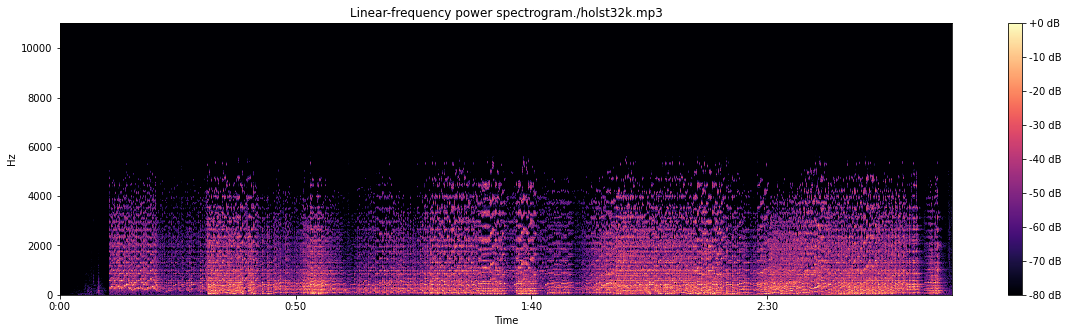 Linear-frequency power spectrogram./holst32k.mp3
10000
8000
6000
4000
2000
0
Hz
0:00
0:50
1:40
2:30
Time
+0 dB
-10 dB
-20 dB
-30 dB
-40 dB
-50 dB
-60 dB
-70 dB
-80 dB